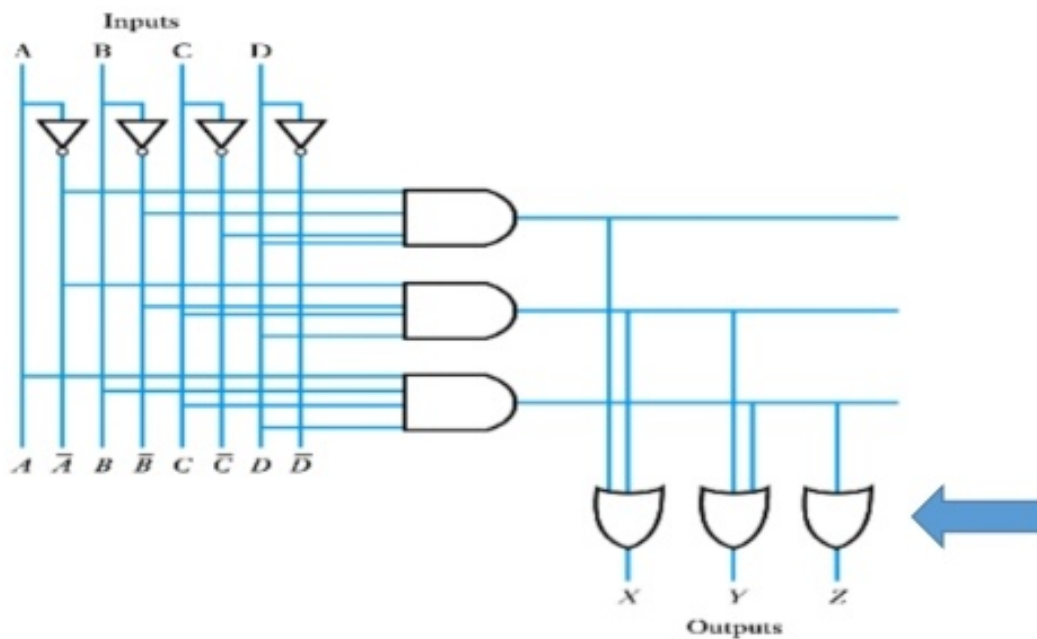 Inputs
A B C D
A A̅ B B̅ C C̅ D D̅
X Y Z
Outputs